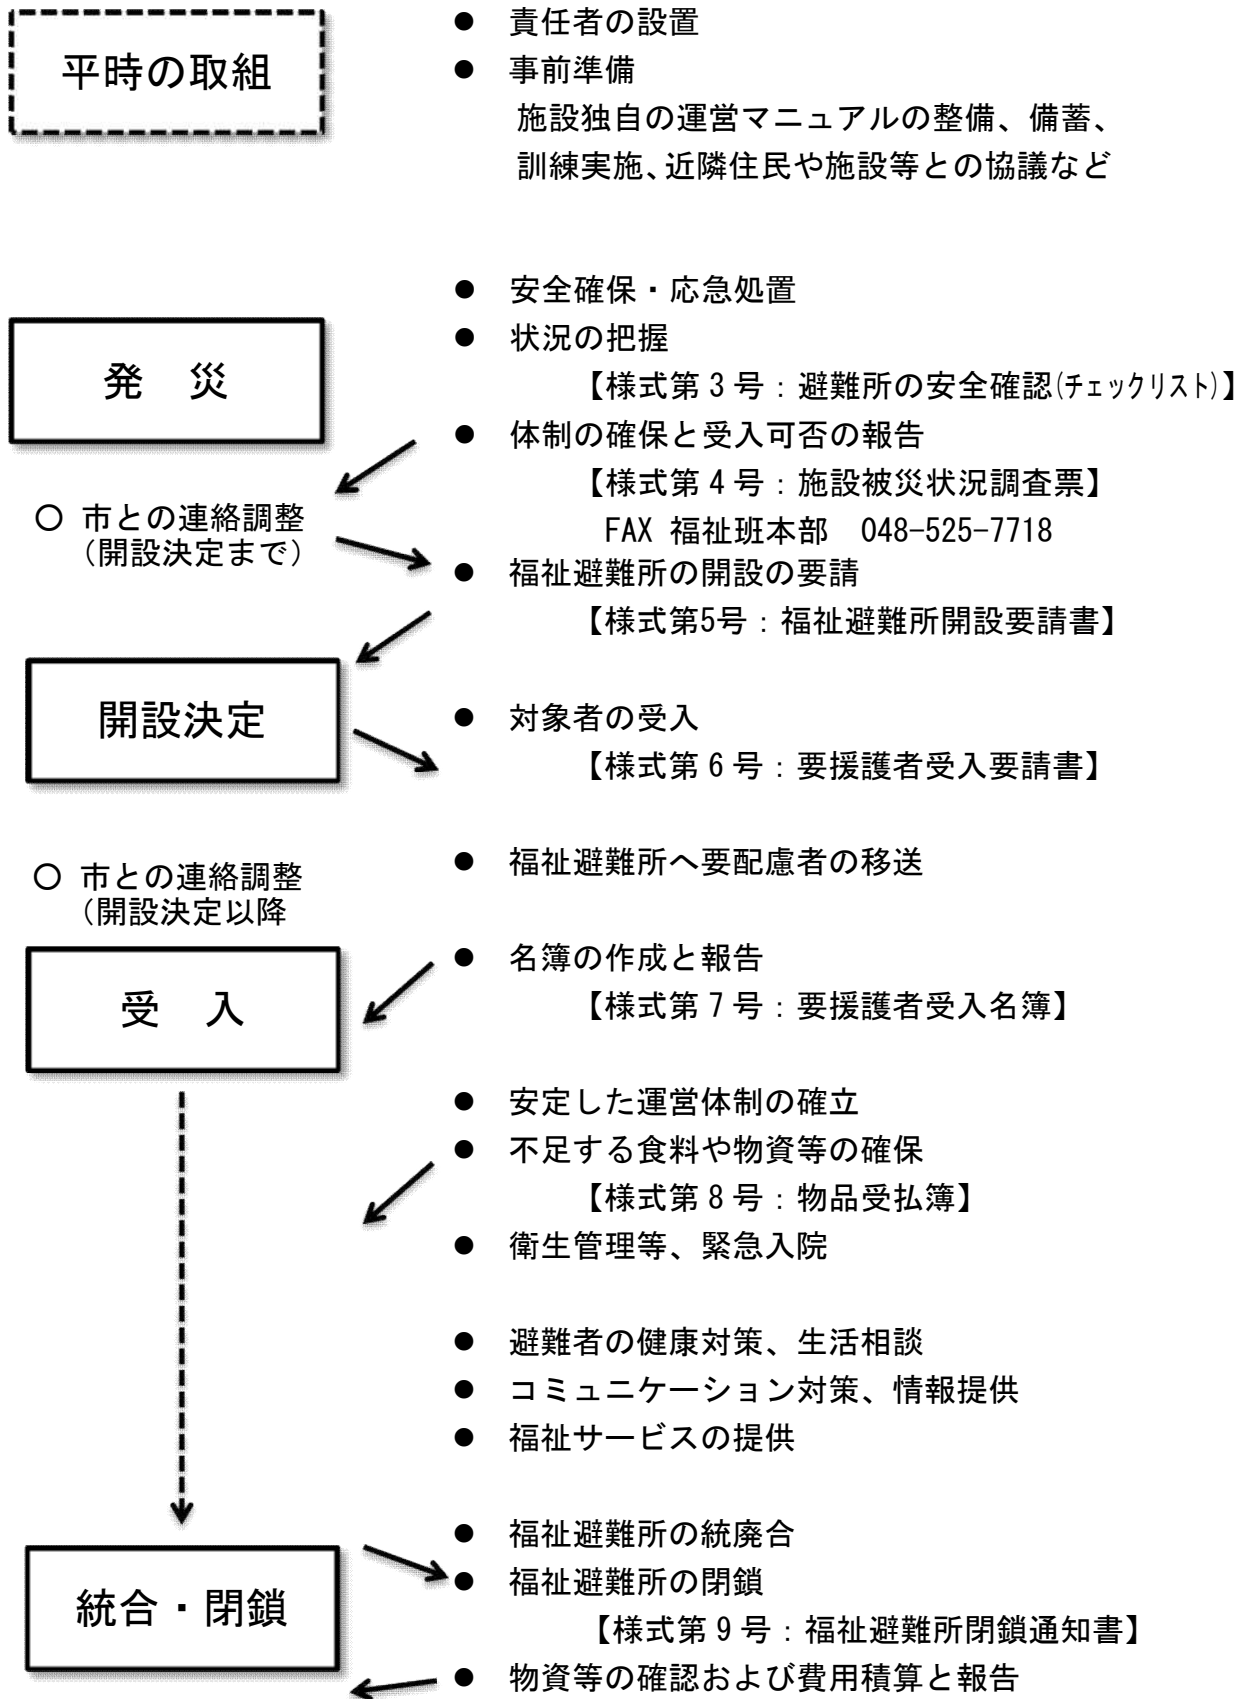 平時の取組
● 責任者の設置
● 事前準備
施設独自の運営マニュアルの整備、備蓄、
訓練実施、近隣住民や施設等との協議など
● 安全確保・応急処置
発　災
● 状況の把握
【様式第３号：避難所の安全確認(チェックリスト)】
● 体制の確保と受入可否の報告
【様式第４号：施設被災状況調査票】
FAX 福祉班本部　048-525-7718
○ 市との連絡調整
（開設決定まで）
● 福祉避難所の開設の要請
【様式第5号：福祉避難所開設要請書】
開設決定
● 対象者の受入
【様式第６号：要援護者受入要請書】
○ 市との連絡調整
（開設決定以降
● 福祉避難所へ要配慮者の移送
受　入
● 名簿の作成と報告
【様式第７号：要援護者受入名簿】
● 安定した運営体制の確立
● 不足する食料や物資等の確保
【様式第８号：物品受払簿】
● 衛生管理等、緊急入院
● 避難者の健康対策、生活相談
● コミュニケーション対策、情報提供
● 福祉サービスの提供
統合・閉鎖
● 福祉避難所の統廃合
● 福祉避難所の閉鎖
【様式第９号：福祉避難所閉鎖通知書】
● 物資等の確認および費用積算と報告